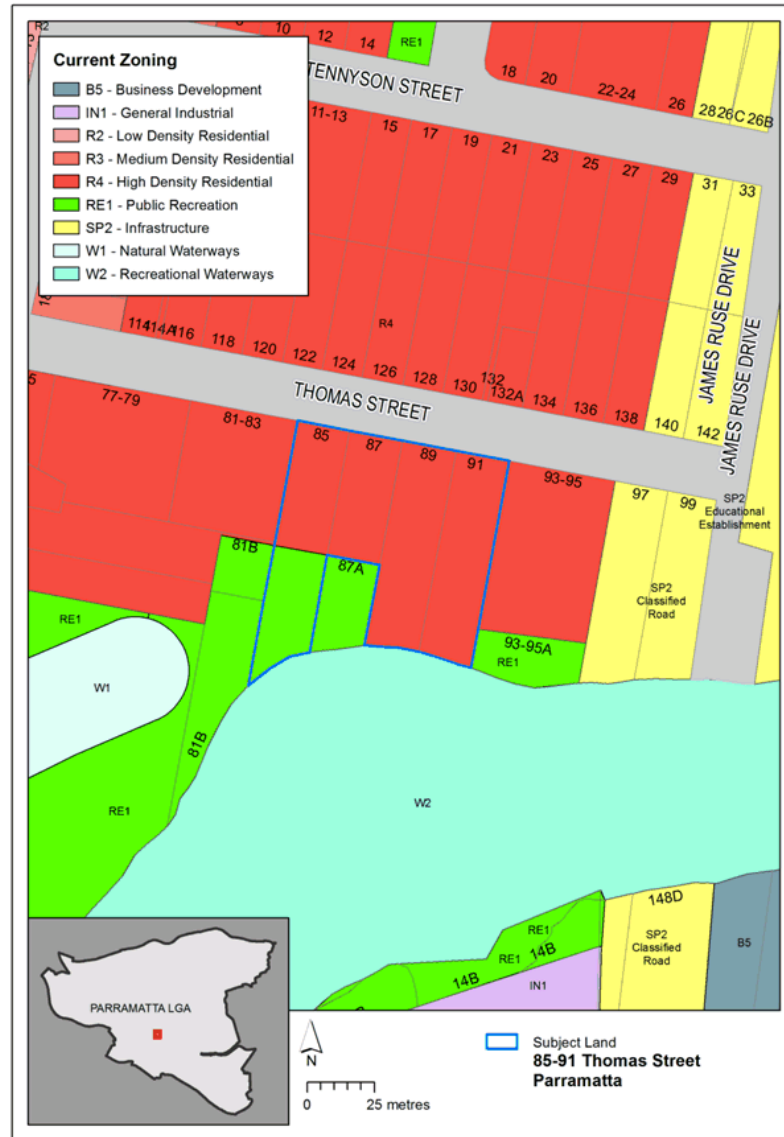 R2
10
12
14
RE1
18
20
22-24
26
28
26C
26B
TENNYSON STREET
Current Zoning
B5 - Business Development
IN1 - General Industrial
R2 - Low Density Residential
R3 - Medium Density Residential
R4 - High Density Residential
RE1 - Public Recreation
SP2 - Infrastructure
W1 - Natural Waterways
W2 - Recreational Waterways
11-13
15
17
19
21
23
25
27
29
31
33
JAMES RUSE DRIVE
JAMES RUSE DRIVE
R4
114
114A
116
118
120
122
124
126
128
130
132
132A
134
136
138
140
142
THOMAS STREET
77-79
81-83
85
87
89
91
93-95
97
99
SP2
Educational
Establishment
81B
87A
SP2
Classified
Road
93-95A
RE1
RE1
W1
81B
RE1
W2
148D
RE1
14B
RE1
14B
IN1
SP2
Classified
Road
B5
PARRAMATTA LGA
N
0 25 metres
Subject Land
85-91 Thomas Street
Parramatta